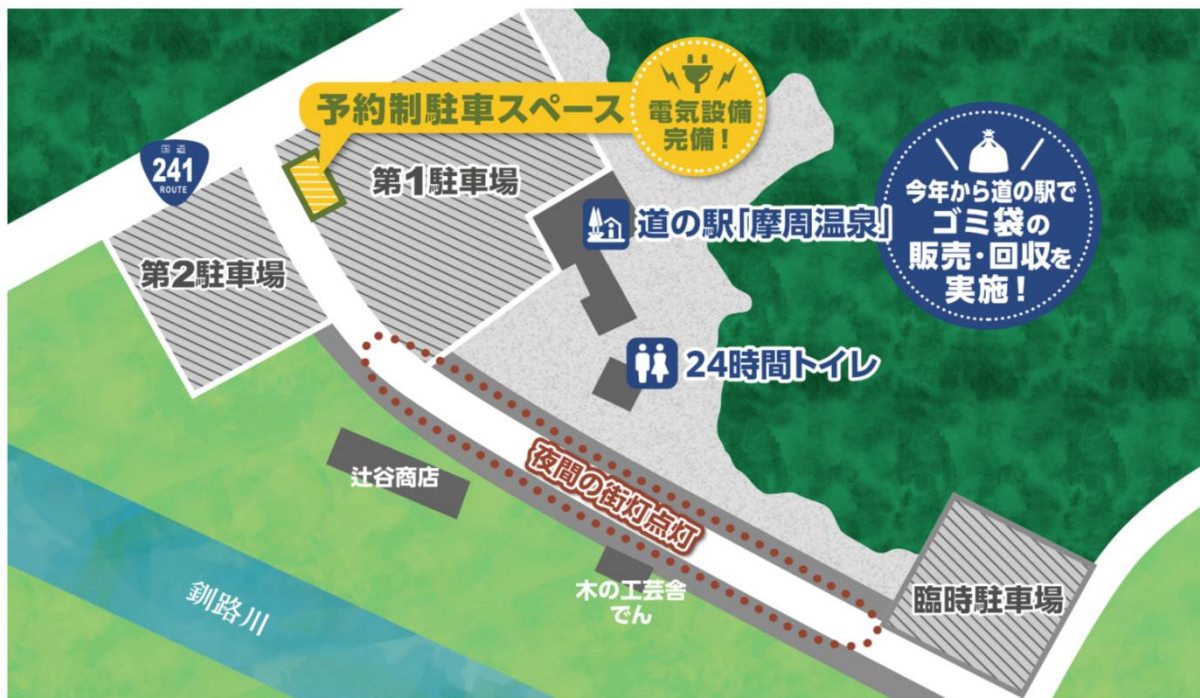 予約制駐車スペース
電気設備
完備！
国道
241
ROUTE
第1駐車場
第2駐車場
道の駅「摩周温泉」
今年から道の駅で
ゴミ袋の
販売・回収を
実施！
24時間トイレ
夜間の街灯点灯
辻谷商店
木の工芸舎
でん
臨時駐車場
釧路川